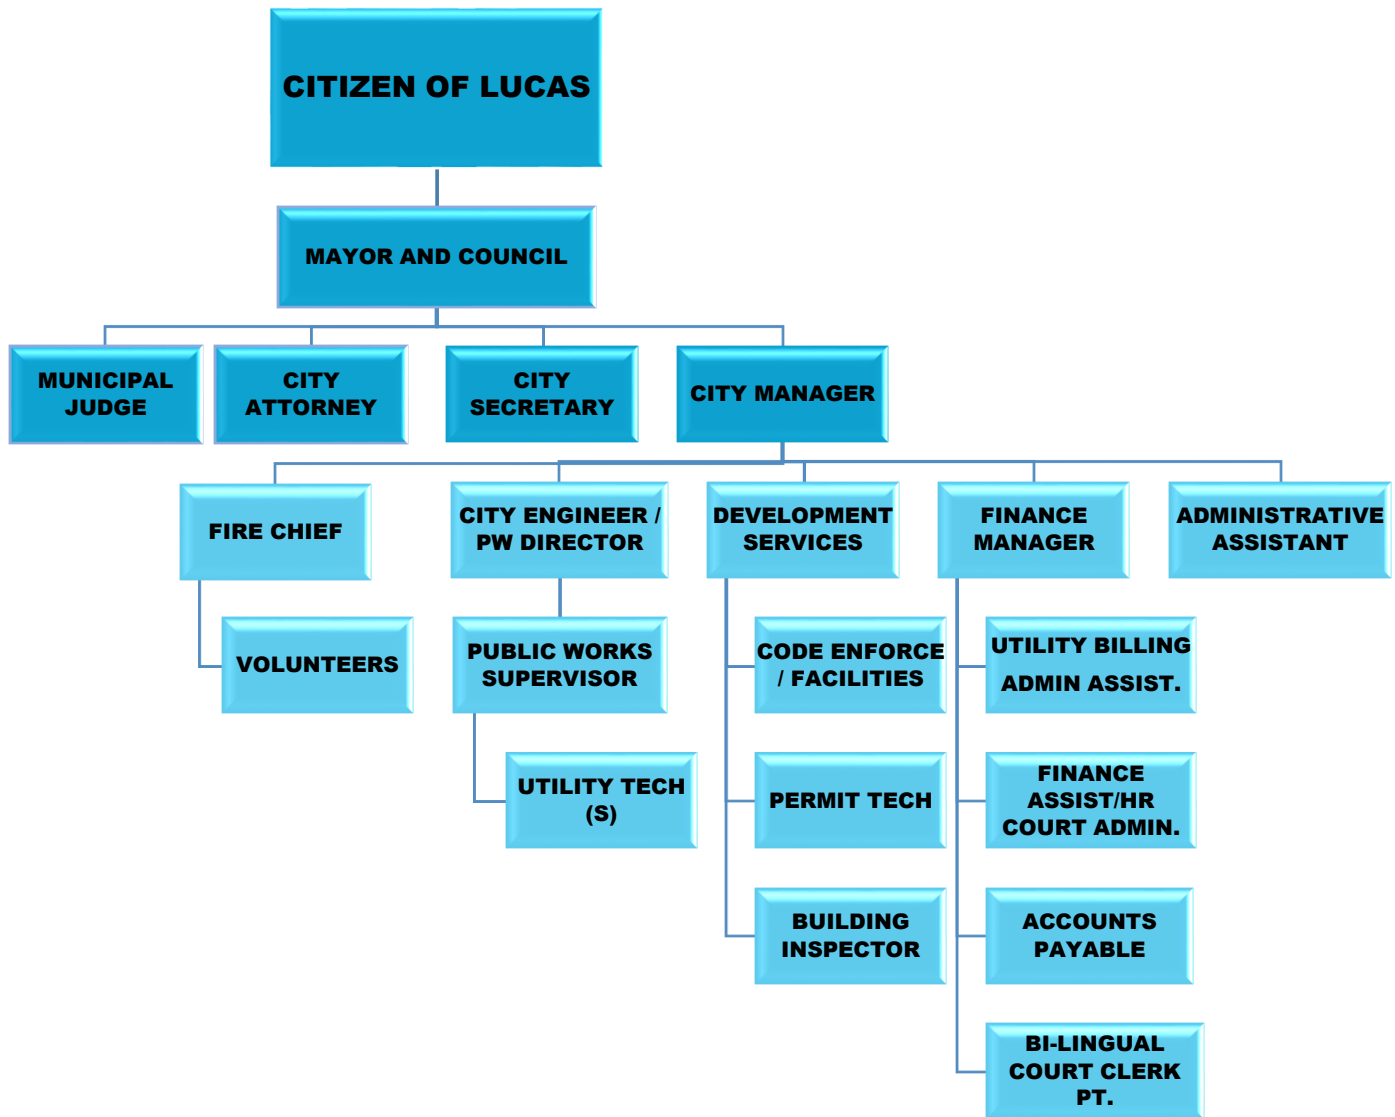 CITIZEN OF LUCAS
MAYOR AND COUNCIL
MUNICIPAL
JUDGE
CITY
ATTORNEY
CITY
SECRETARY
CITY MANAGER
FIRE CHIEF
CITY ENGINEER /
PW DIRECTOR
DEVELOPMENT
SERVICES
FINANCE
MANAGER
ADMINISTRATIVE
ASSISTANT
VOLUNTEERS
PUBLIC WORKS
SUPERVISOR
CODE ENFORCE
/ FACILITIES
UTILITY BILLING
ADMIN ASSIST.
UTILITY TECH
(S)
PERMIT TECH
FINANCE
ASSIST/HR
COURT ADMIN.
BUILDING
INSPECTOR
ACCOUNTS
PAYABLE
BI-LINGUAL
COURT CLERK
PT.